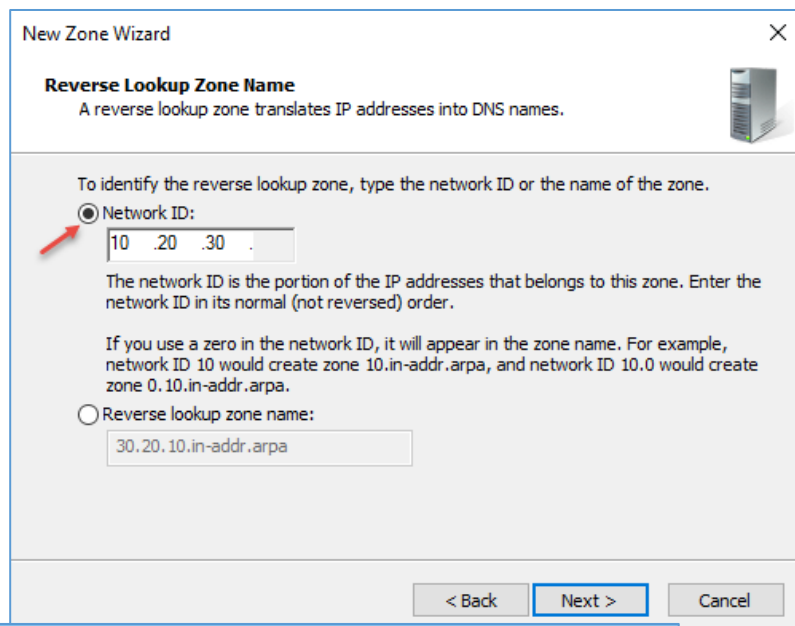 New Zone Wizard
Reverse Lookup Zone Name
A reverse lookup zone translates IP addresses into DNS names.
To identify the reverse lookup zone, type the network ID or the name of the zone.
Network ID:
10 .20 .30 .
The network ID is the portion of the IP addresses that belongs to this zone. Enter the
network ID in its normal (not reversed) order.
If you use a zero in the network ID, it will appear in the zone name. For example,
network ID 10 would create zone 10.in-addr.arpa, and network ID 10.0 would create
zone 0.10.in-addr.arpa.
Reverse lookup zone name:
30.20.10.in-addr.arpa
< Back Next > Cancel